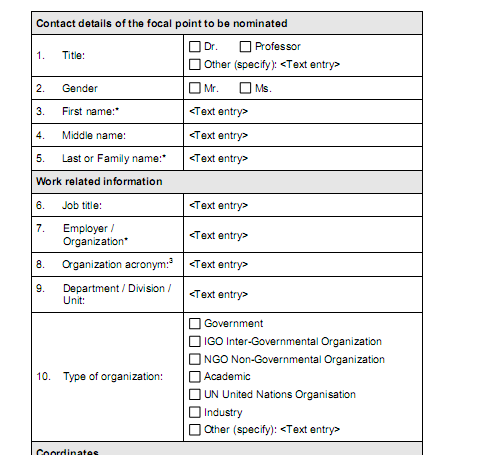 Contact details of the focal point to be nominated
1. Title:
Dr. Professor
Other (specify): <Text entry>
2. Gender
Mr. Ms.
3. First name:* <Text entry>
4. Middle name: <Text entry>
5. Last or Family name:* <Text entry>
Work related information
6. Job title: <Text entry>
7. Employer /
Organization* <Text entry>
8. Organization acronym:3 <Text entry>
9. Department / Division /
Unit: <Text entry>
10. Type of organization:
Government
IGO Inter-Governmental Organization
NGO Non-Governmental Organization
Academic
UN United Nations Organisation
Industry
Other (specify): <Text entry>
Coordinates